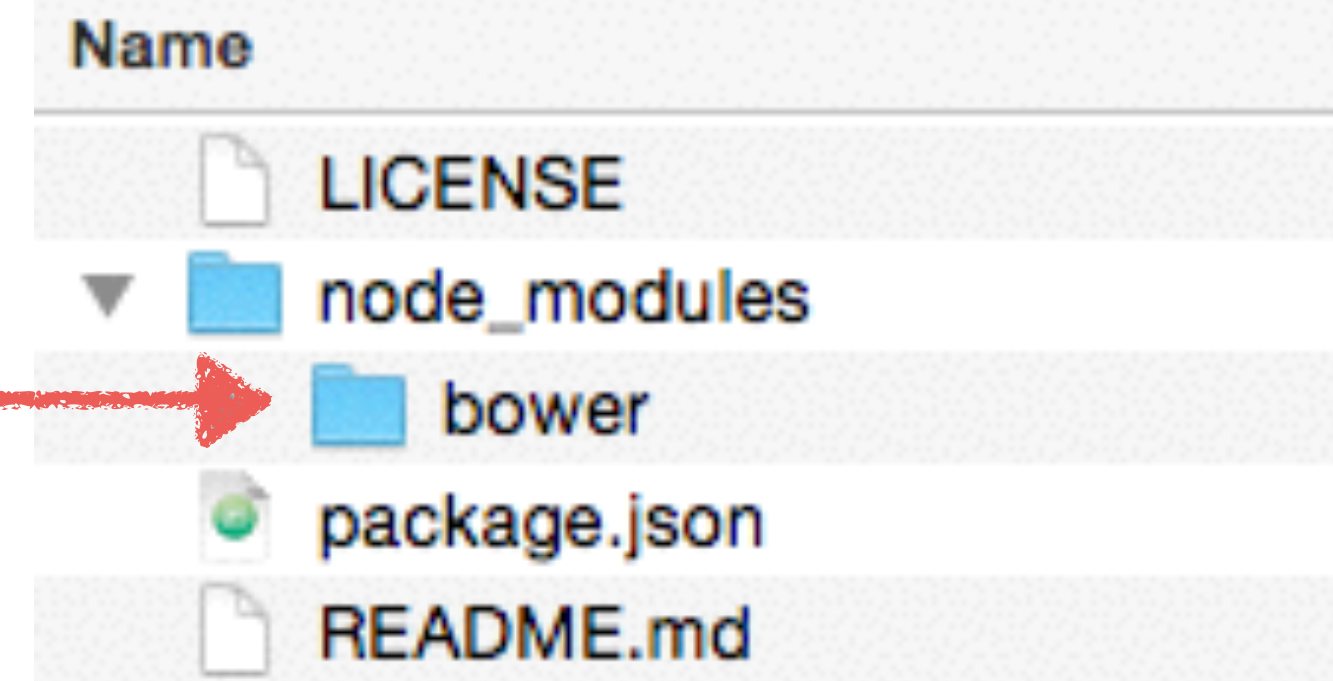 Name
LICENSE
node_modules
bower
package.json
README.md